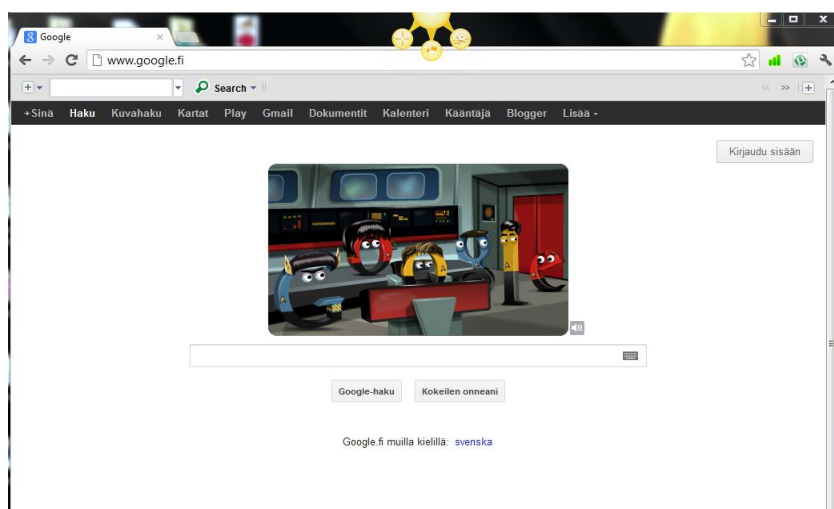 Google
www.google.fi
Search
+Sinä Haku Kuvahaku Kartat Play Gmail Dokumentit Kalenteri Kääntäjä Blogger Lisää
Kirjaudu sisään
Google-haku Kokeilen onneani
Google.fi muilla kielillä: svenska